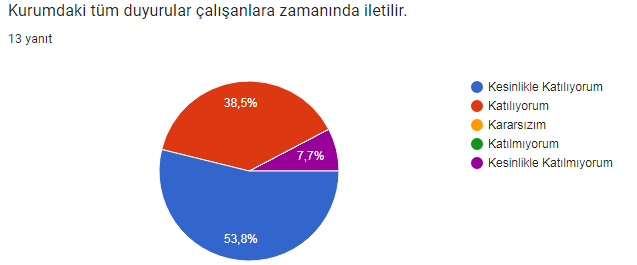 Kurumdaki tüm duyurular çalışanlara zamanında iletilir.
13 yanıt
38,5%
7,7%
53,8%
Kesinlikle Katılıyorum
Katılıyorum
Kararsızım
Katılmıyorum
Kesinlikle Katılmıyorum